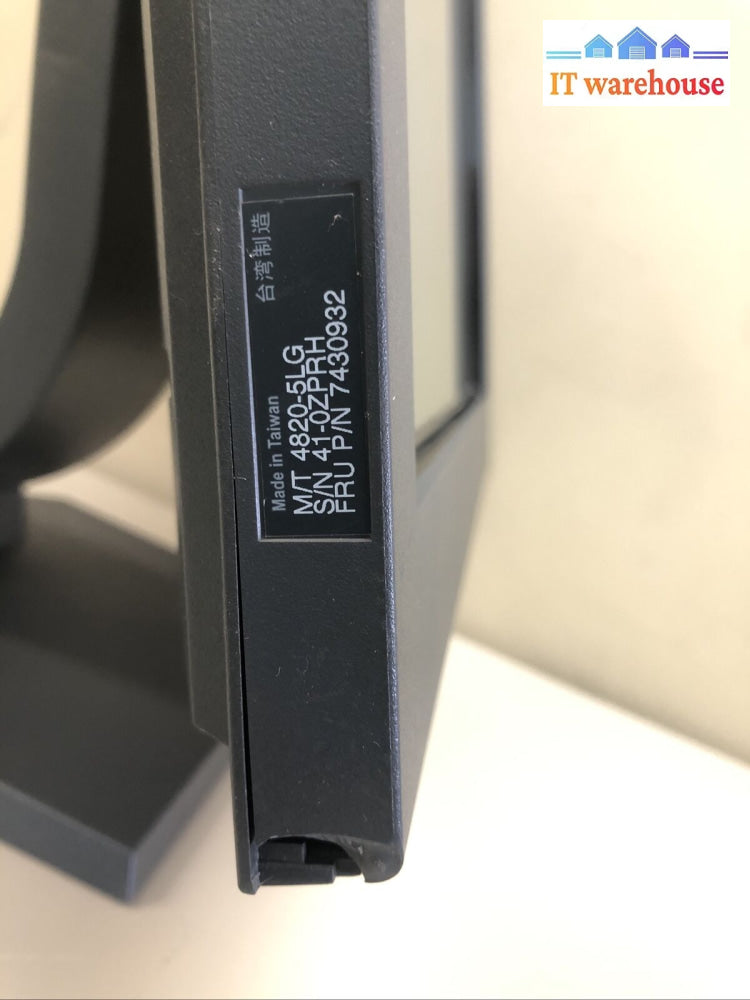 IT warehouse
台湾制造
Made in Taiwan
M/T 4820-5LG
S/N 41-0ZPRH
FRU P/N 7430932